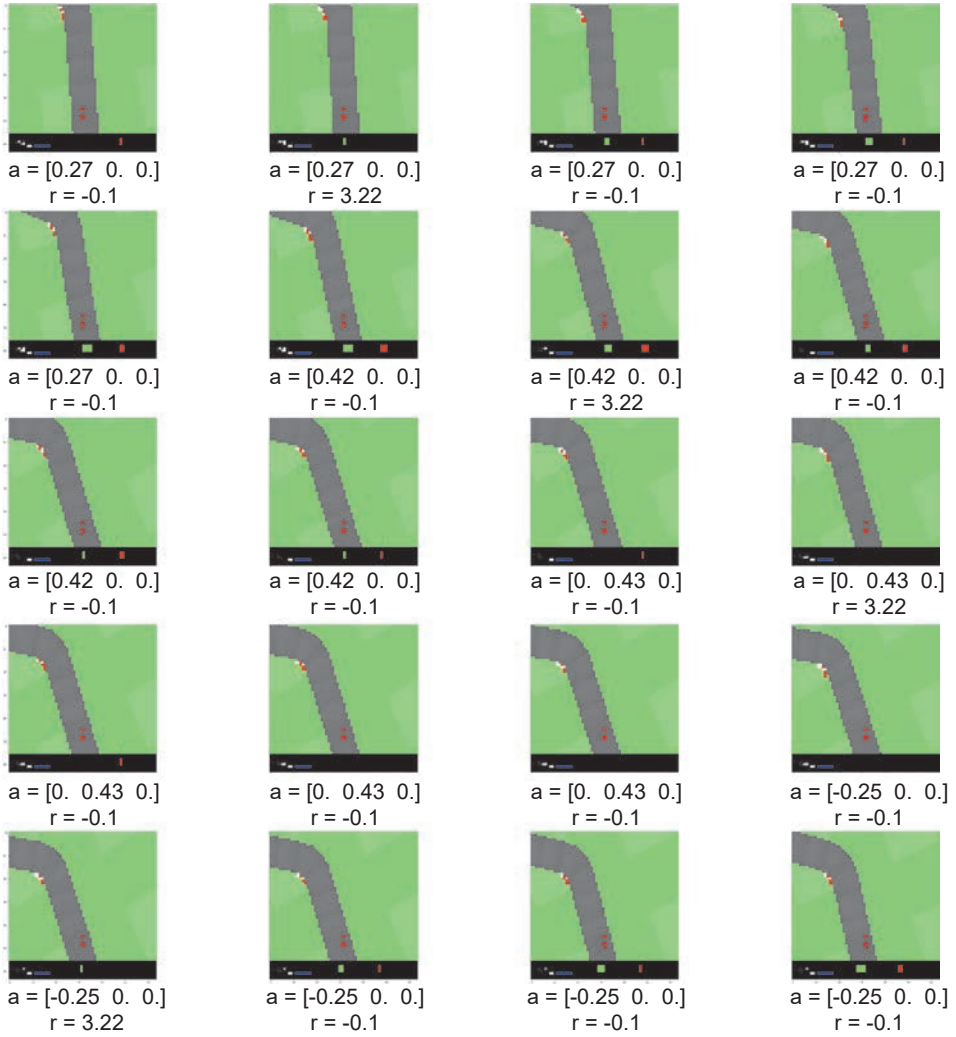 a = [0.27 0. 0.] a = [0.27 0. 0.] a = [0.27 0. 0.] a = [0.27 0. 0.]
r = -0.1 r = 3.22 r = -0.1 r = -0.1
a = [0.27 0. 0.] a = [0.42 0. 0.] a = [0.42 0. 0.] a = [0.42 0. 0.]
r = -0.1 r = -0.1 r = 3.22 r = -0.1
a = [0.42 0. 0.] a = [0.42 0. 0.] a = [0. 0.43 0.] a = [0. 0.43 0.]
r = -0.1 r = -0.1 r = -0.1 r = 3.22
a = [0. 0.43 0.] a = [0. 0.43 0.] a = [0. 0.43 0.] a = [-0.25 0. 0.]
r = -0.1 r = -0.1 r = -0.1 r = -0.1
a = [-0.25 0. 0.] a = [-0.25 0. 0.] a = [-0.25 0. 0.] a = [-0.25 0. 0.]
r = 3.22 r = -0.1 r = -0.1 r = -0.1